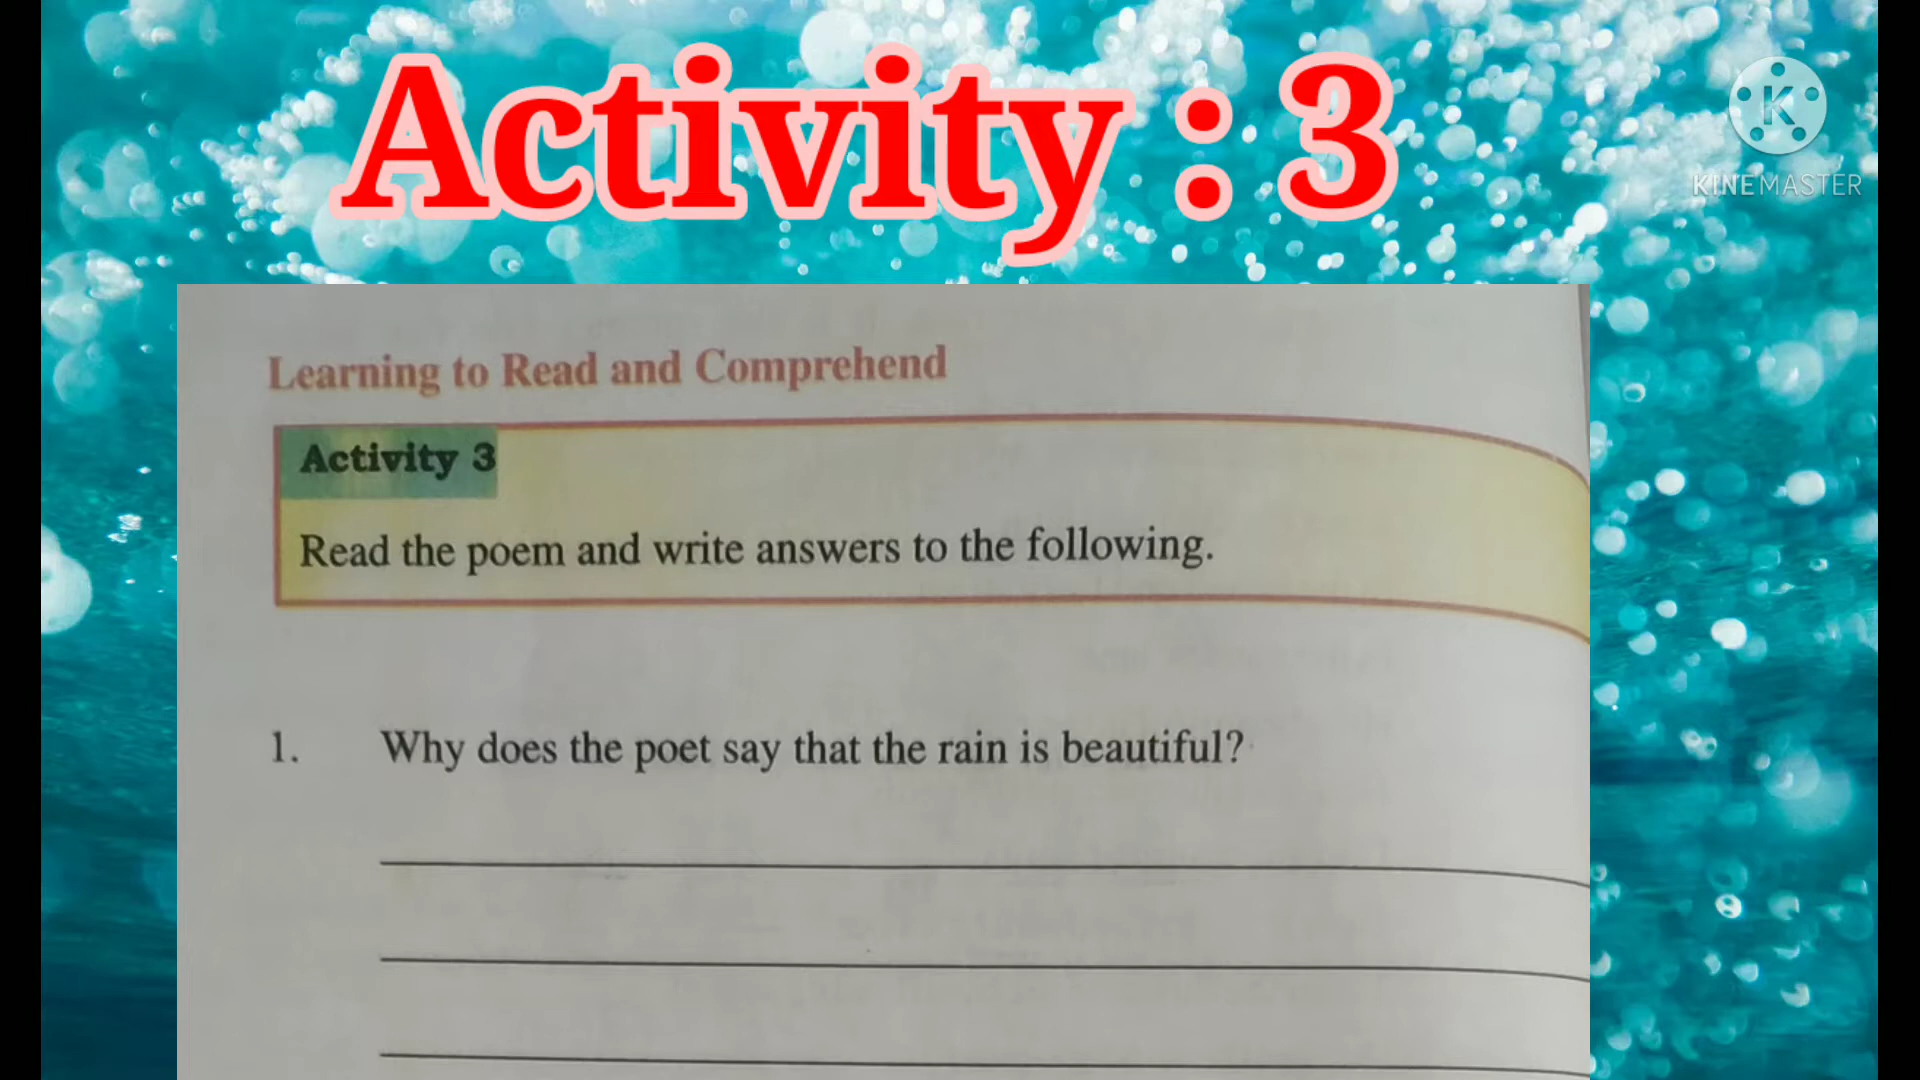 Activity : 3
KINEMASTER
Learning to Read and Comprehend
Activity 3
Read the poem and write answers to the following.
1. Why does the poet say that the rain is beautiful?